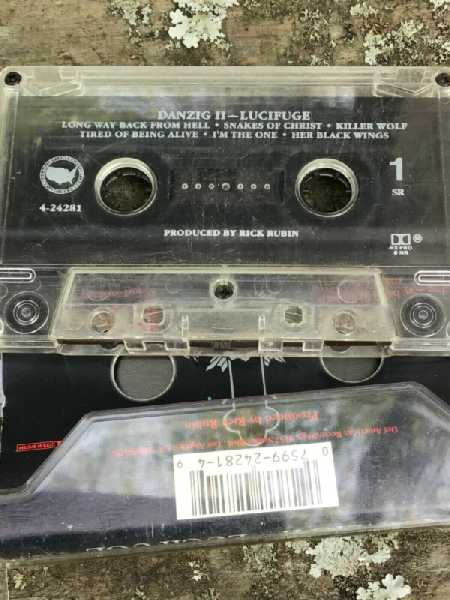 DANZIG II—LUCIFUGE
LONG WAY BACK FROM HELL • SNAKES OF CHRIST • KILLER WOLF
TIRED OF BEING ALIVE • I'M THE ONE • HER BLACK WINGS
1
SR
4-24281
PRODUCED BY RICK RUBIN
Produced by Rick Rubin
0 7599-24281-4 9